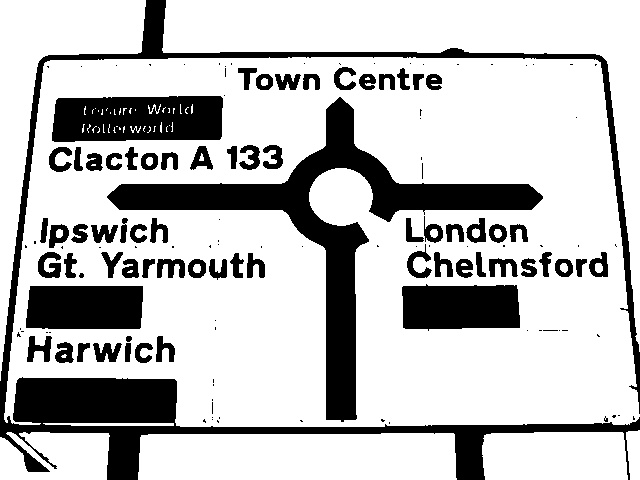 Town Centre
Leisure World
Rollerworld
Clacton A 133
Ipswich
Gt. Yarmouth
Harwich
London
Chelmsford